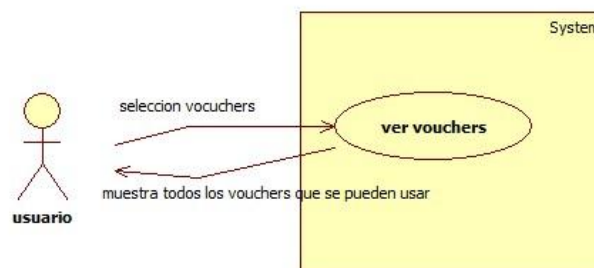 System
seleccion vocuchers
ver vouchers
muestra todos los vouchers que se pueden usar
usuario